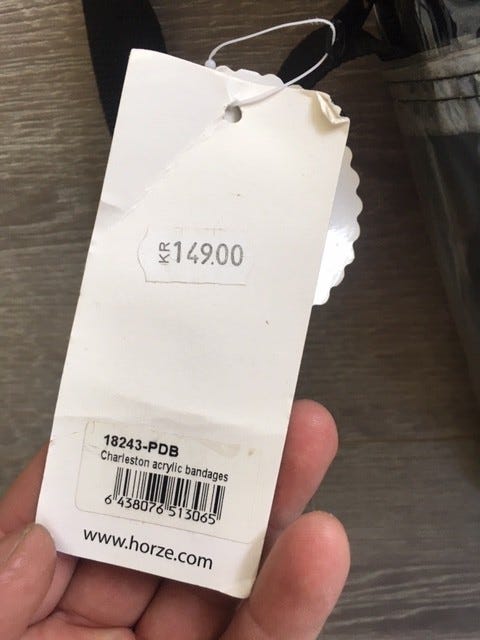 KR 149.00
18243-PDB
Charleston acrylic bandages
6 438076 513065
www.horze.com